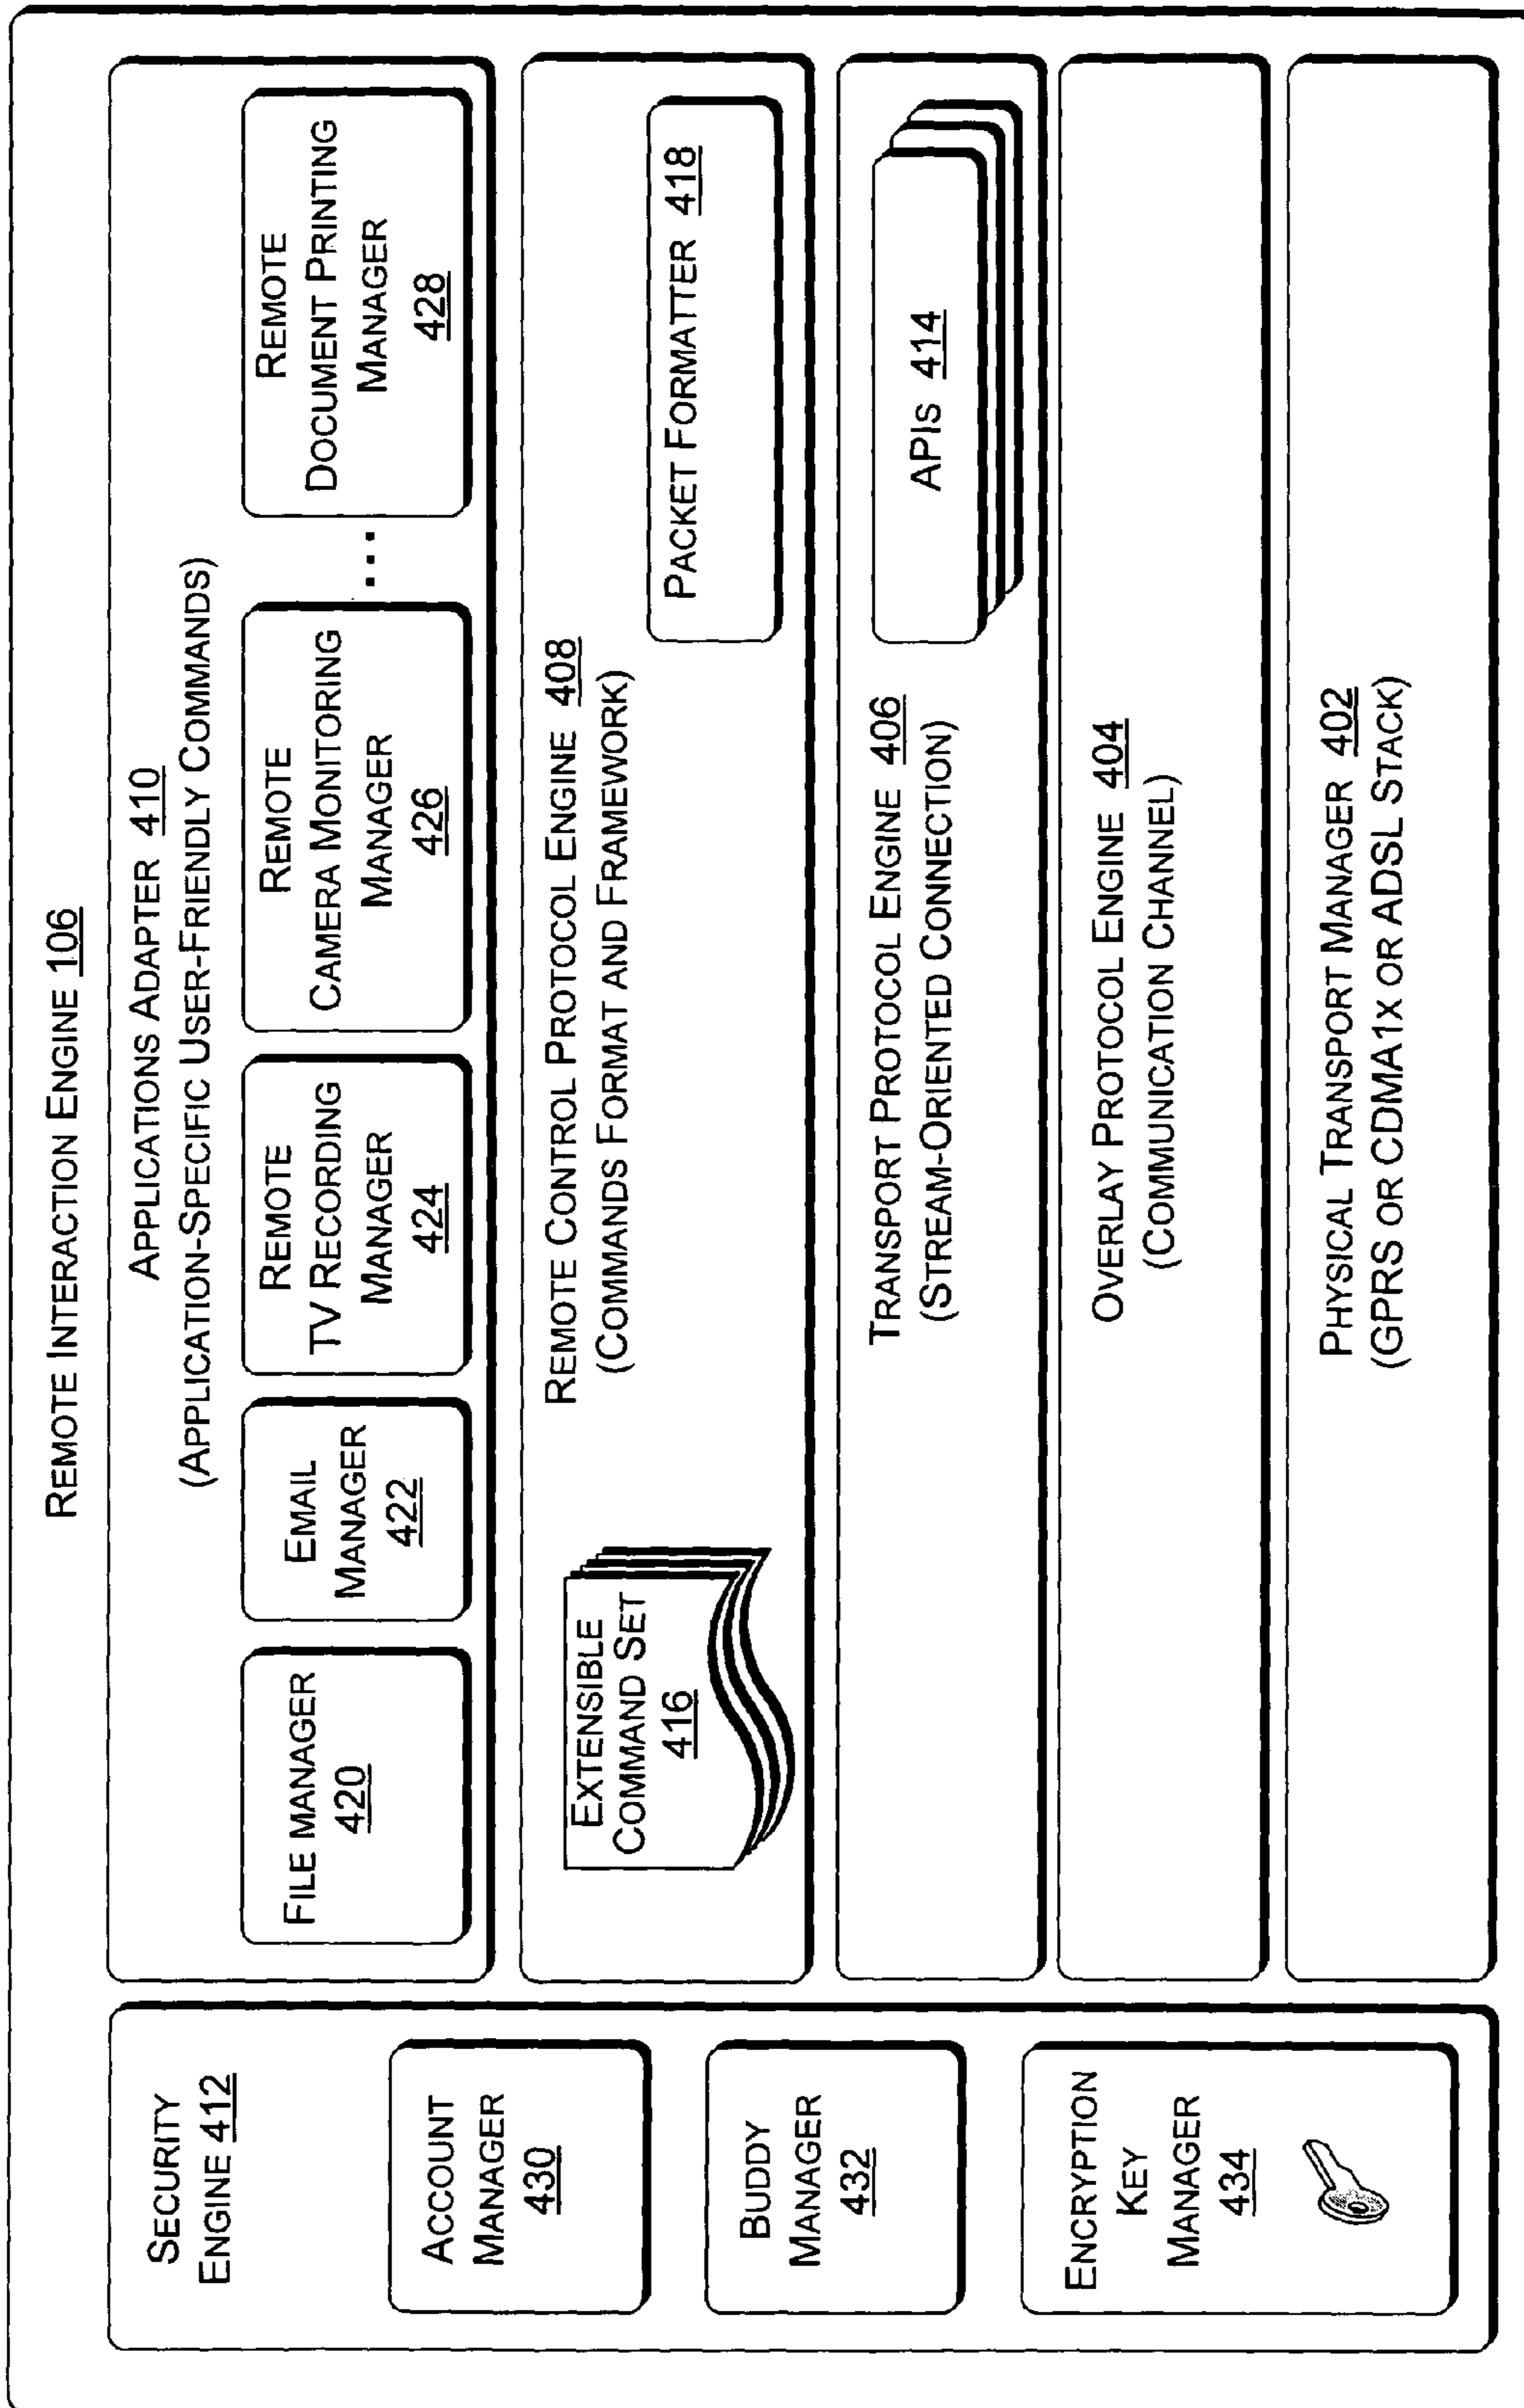 REMOTE INTERACTION ENGINE 106
SECURITY
ENGINE 412
ACCOUNT
MANAGER
430
BUDDY
MANAGER
432
ENCRYPTION
KEY
MANAGER
434
APPLICATIONS ADAPTER 410
(APPLICATION-SPECIFIC USER-FRIENDLY COMMANDS)
FILE MANAGER
420
EMAIL
MANAGER
422
REMOTE
TV RECORDING
MANAGER
424
REMOTE
CAMERA MONITORING
MANAGER
426
...
REMOTE
DOCUMENT PRINTING
MANAGER
428
REMOTE CONTROL PROTOCOL ENGINE 408
(COMMANDS FORMAT AND FRAMEWORK)
EXTENSIBLE
COMMAND SET
416
PACKET FORMATTER 418
TRANSPORT PROTOCOL ENGINE 406
(STREAM-ORIENTED CONNECTION)
APIS 414
OVERLAY PROTOCOL ENGINE 404
(COMMUNICATION CHANNEL)
PHYSICAL TRANSPORT MANAGER 402
(GPRS OR CDMA1X OR ADSL STACK)